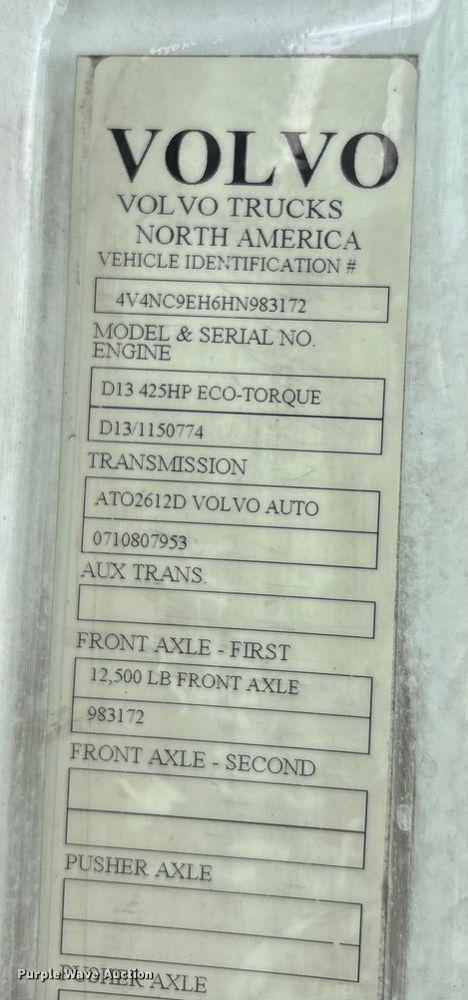 VOLVO
VOLVO TRUCKS
NORTH AMERICA
VEHICLE IDENTIFICATION #
4V4NC9EH6HN983172
MODEL & SERIAL NO.
ENGINE
D13 425HP ECO-TORQUE
D13/1150774
TRANSMISSION
ATO2612D VOLVO AUTO
0710807953
AUX TRANS.
FRONT AXLE - FIRST
12,500 LB FRONT AXLE
983172
FRONT AXLE - SECOND
PUSHER AXLE
PUSHER AXLE
Purple Wave Auction